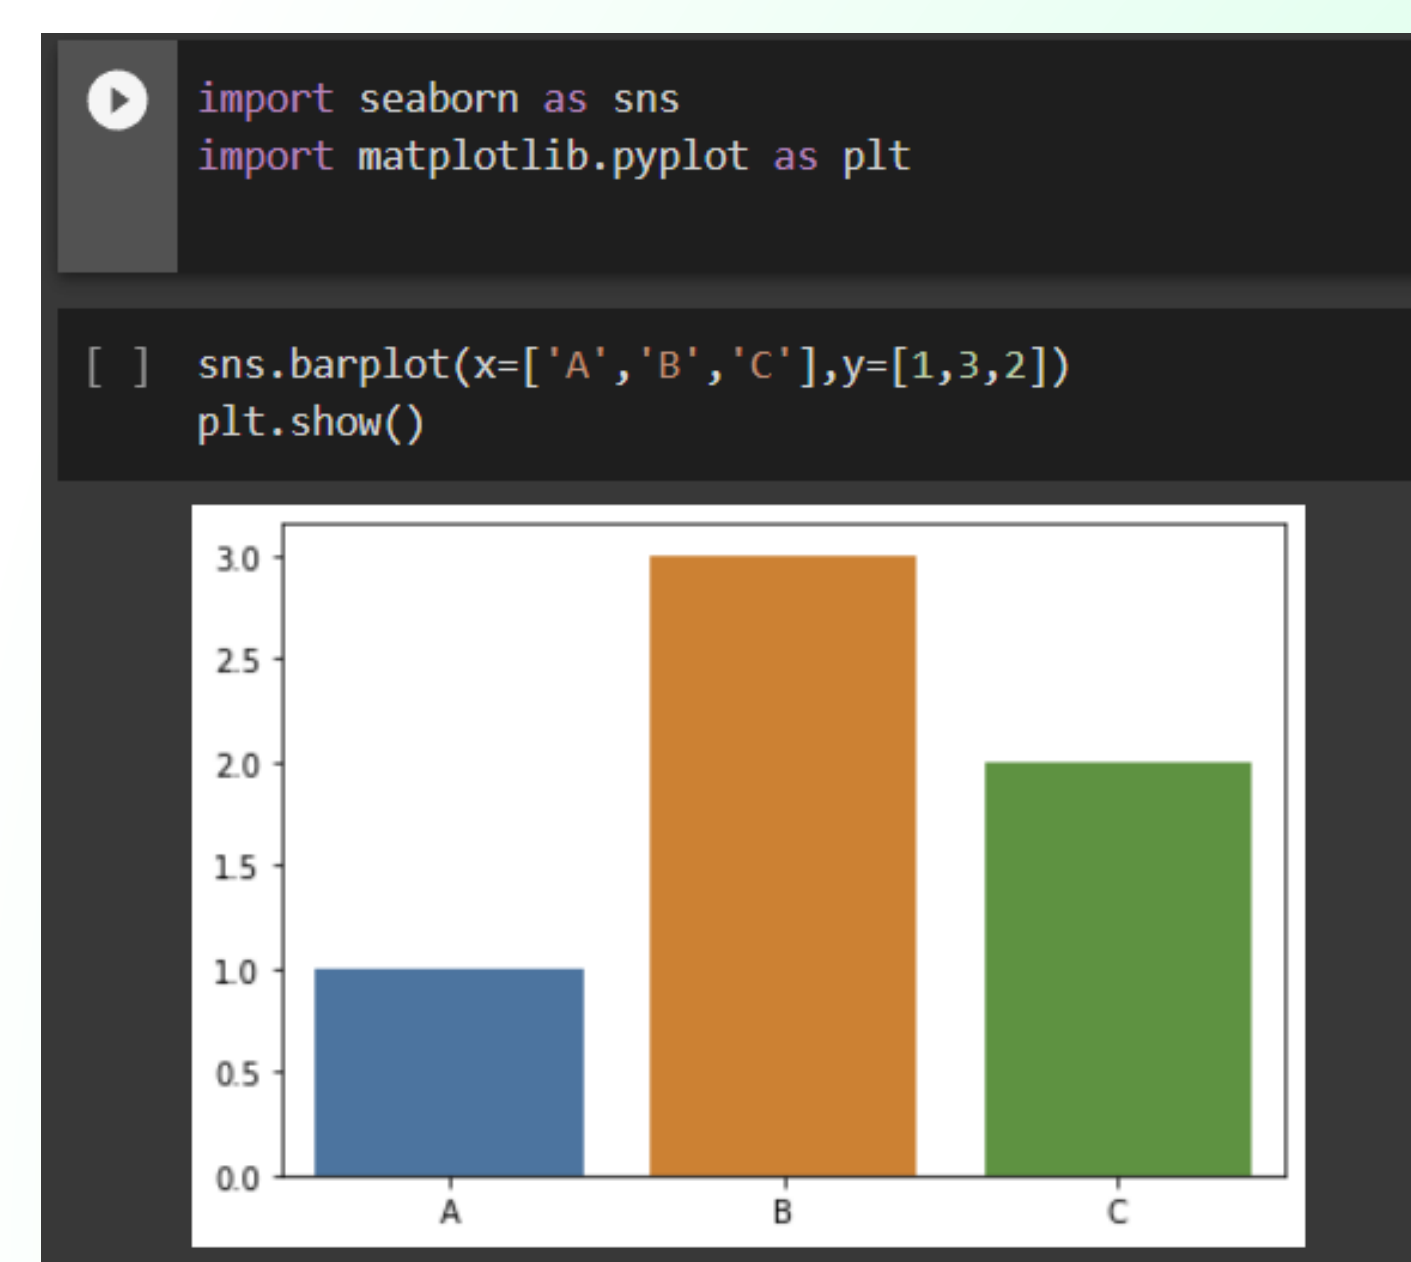 import seaborn as sns
import matplotlib.pyplot as plt
[ ] sns.barplot(x=['A','B','C'],y=[1,3,2])
plt.show()
3.0
2.5
2.0
1.5
1.0
0.5
0.0
A B C